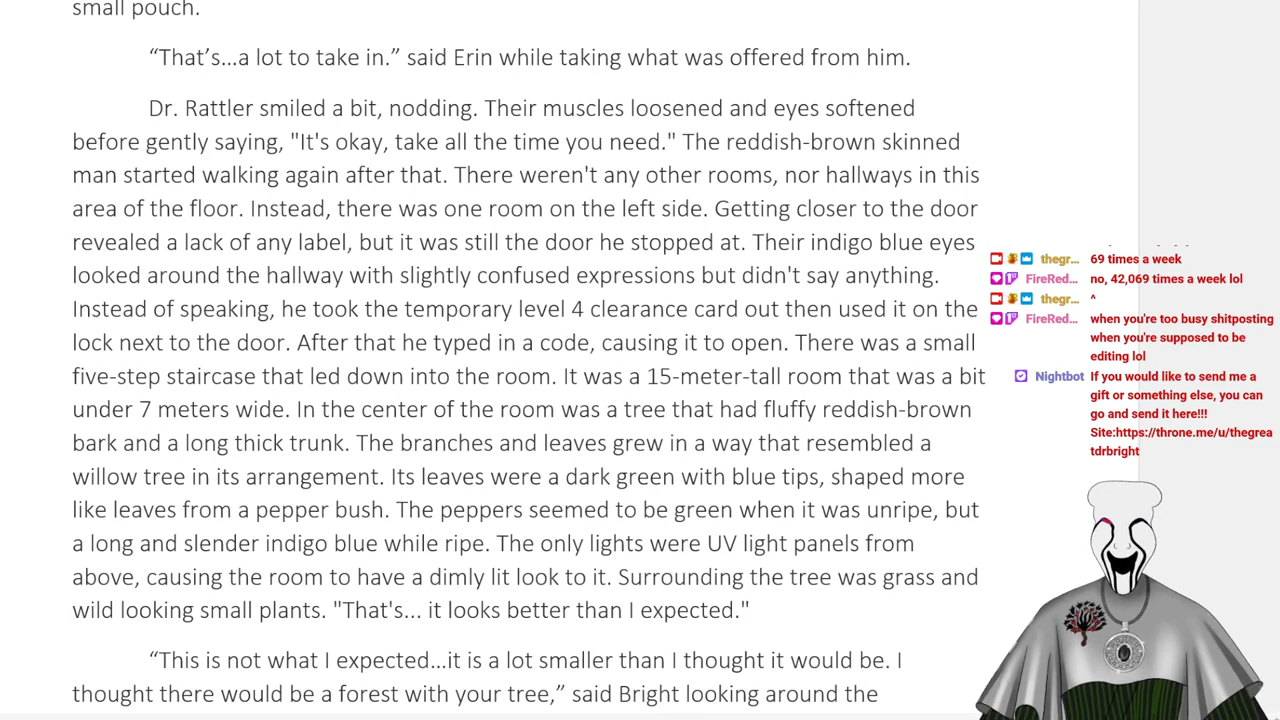 small pouch.
“That’s...a lot to take in.” said Erin while taking what was offered from him.
Dr. Rattler smiled a bit, nodding. Their muscles loosened and eyes softened
before gently saying, "It's okay, take all the time you need." The reddish-brown skinned
man started walking again after that. There weren't any other rooms, nor hallways in this
area of the floor. Instead, there was one room on the left side. Getting closer to the door
revealed a lack of any label, but it was still the door he stopped at. Their indigo blue eyes
looked around the hallway with slightly confused expressions but didn't say anything.
Instead of speaking, he took the temporary level 4 clearance card out then used it on the
lock next to the door. After that he typed in a code, causing it to open. There was a small
five-step staircase that led down into the room. It was a 15-meter-tall room that was a bit
under 7 meters wide. In the center of the room was a tree that had fluffy reddish-brown
bark and a long thick trunk. The branches and leaves grew in a way that resembled a
willow tree in its arrangement. Its leaves were a dark green with blue tips, shaped more
like leaves from a pepper bush. The peppers seemed to be green when it was unripe, but
a long and slender indigo blue while ripe. The only lights were UV light panels from
above, causing the room to have a dimly lit look to it. Surrounding the tree was grass and
wild looking small plants. "That's... it looks better than I expected."
“This is not what I expected...it is a lot smaller than I thought it would be. I
thought there would be a forest with your tree,” said Bright looking around the
thegr... 69 times a week
FireRed... no, 42,069 times a week lol
thegr... ^
FireRed... when you're too busy shitposting
when you're supposed to be
editing lol
Nightbot If you would like to send me a
gift or something else, you can
go and send it here!!!
Site:https://throne.me/u/thegrea
tdrbright